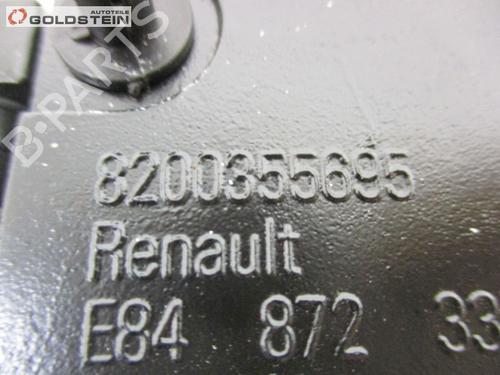 AUTOTEILE
GOLDSTEIN
B-PARTS
8200355695
Renault
E84 872 33